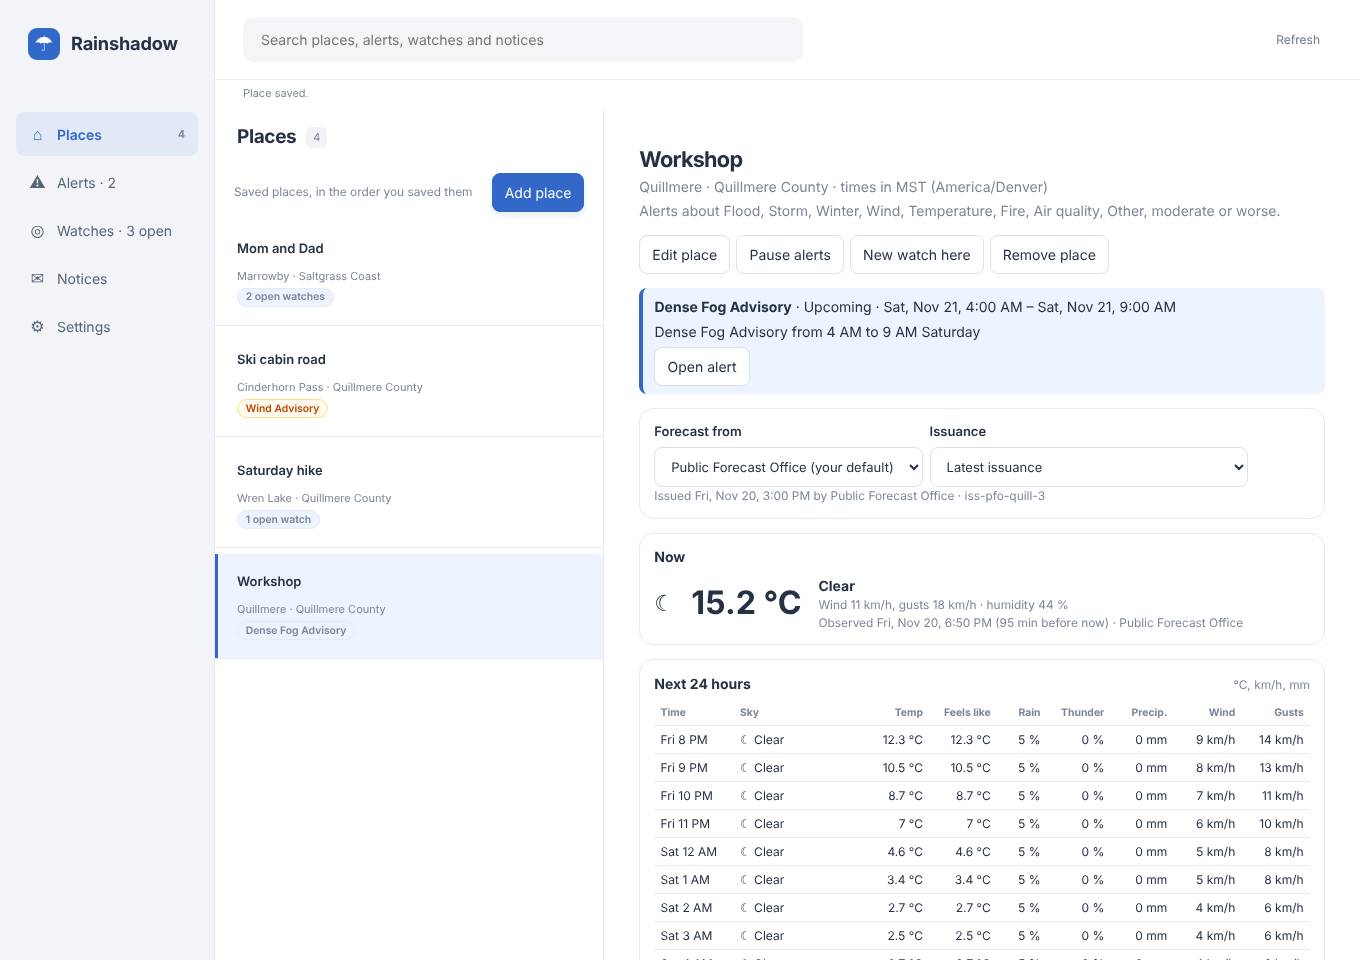 Rainshadow
Search places, alerts, watches and notices
Refresh
Place saved.
Places 4
Alerts · 2
Watches · 3 open
Notices
Settings
Places 4
Saved places, in the order you saved them
Add place
Mom and Dad
Marrowby · Saltgrass Coast
2 open watches
Ski cabin road
Cinderhorn Pass · Quillmere County
Wind Advisory
Saturday hike
Wren Lake · Quillmere County
1 open watch
Workshop
Quillmere · Quillmere County
Dense Fog Advisory
Workshop
Quillmere · Quillmere County · times in MST (America/Denver)
Alerts about Flood, Storm, Winter, Wind, Temperature, Fire, Air quality, Other, moderate or worse.
Edit place Pause alerts New watch here Remove place
Dense Fog Advisory · Upcoming · Sat, Nov 21, 4:00 AM – Sat, Nov 21, 9:00 AM
Dense Fog Advisory from 4 AM to 9 AM Saturday
Open alert
Forecast from Issuance
Public Forecast Office (your default) Latest issuance
Issued Fri, Nov 20, 3:00 PM by Public Forecast Office · iss-pfo-quill-3
Now
15.2 °C
Clear
Wind 11 km/h, gusts 18 km/h · humidity 44 %
Observed Fri, Nov 20, 6:50 PM (95 min before now) · Public Forecast Office
Next 24 hours °C, km/h, mm
Time Sky Temp Feels like Rain Thunder Precip. Wind Gusts
Fri 8 PM Clear 12.3 °C 12.3 °C 5 % 0 % 0 mm 9 km/h 14 km/h
Fri 9 PM Clear 10.5 °C 10.5 °C 5 % 0 % 0 mm 8 km/h 13 km/h
Fri 10 PM Clear 8.7 °C 8.7 °C 5 % 0 % 0 mm 7 km/h 11 km/h
Fri 11 PM Clear 7 °C 7 °C 5 % 0 % 0 mm 6 km/h 10 km/h
Sat 12 AM Clear 4.6 °C 4.6 °C 5 % 0 % 0 mm 5 km/h 8 km/h
Sat 1 AM Clear 3.4 °C 3.4 °C 5 % 0 % 0 mm 5 km/h 8 km/h
Sat 2 AM Clear 2.7 °C 2.7 °C 5 % 0 % 0 mm 4 km/h 6 km/h
Sat 3 AM Clear 2.5 °C 2.5 °C 5 % 0 % 0 mm 4 km/h 6 km/h